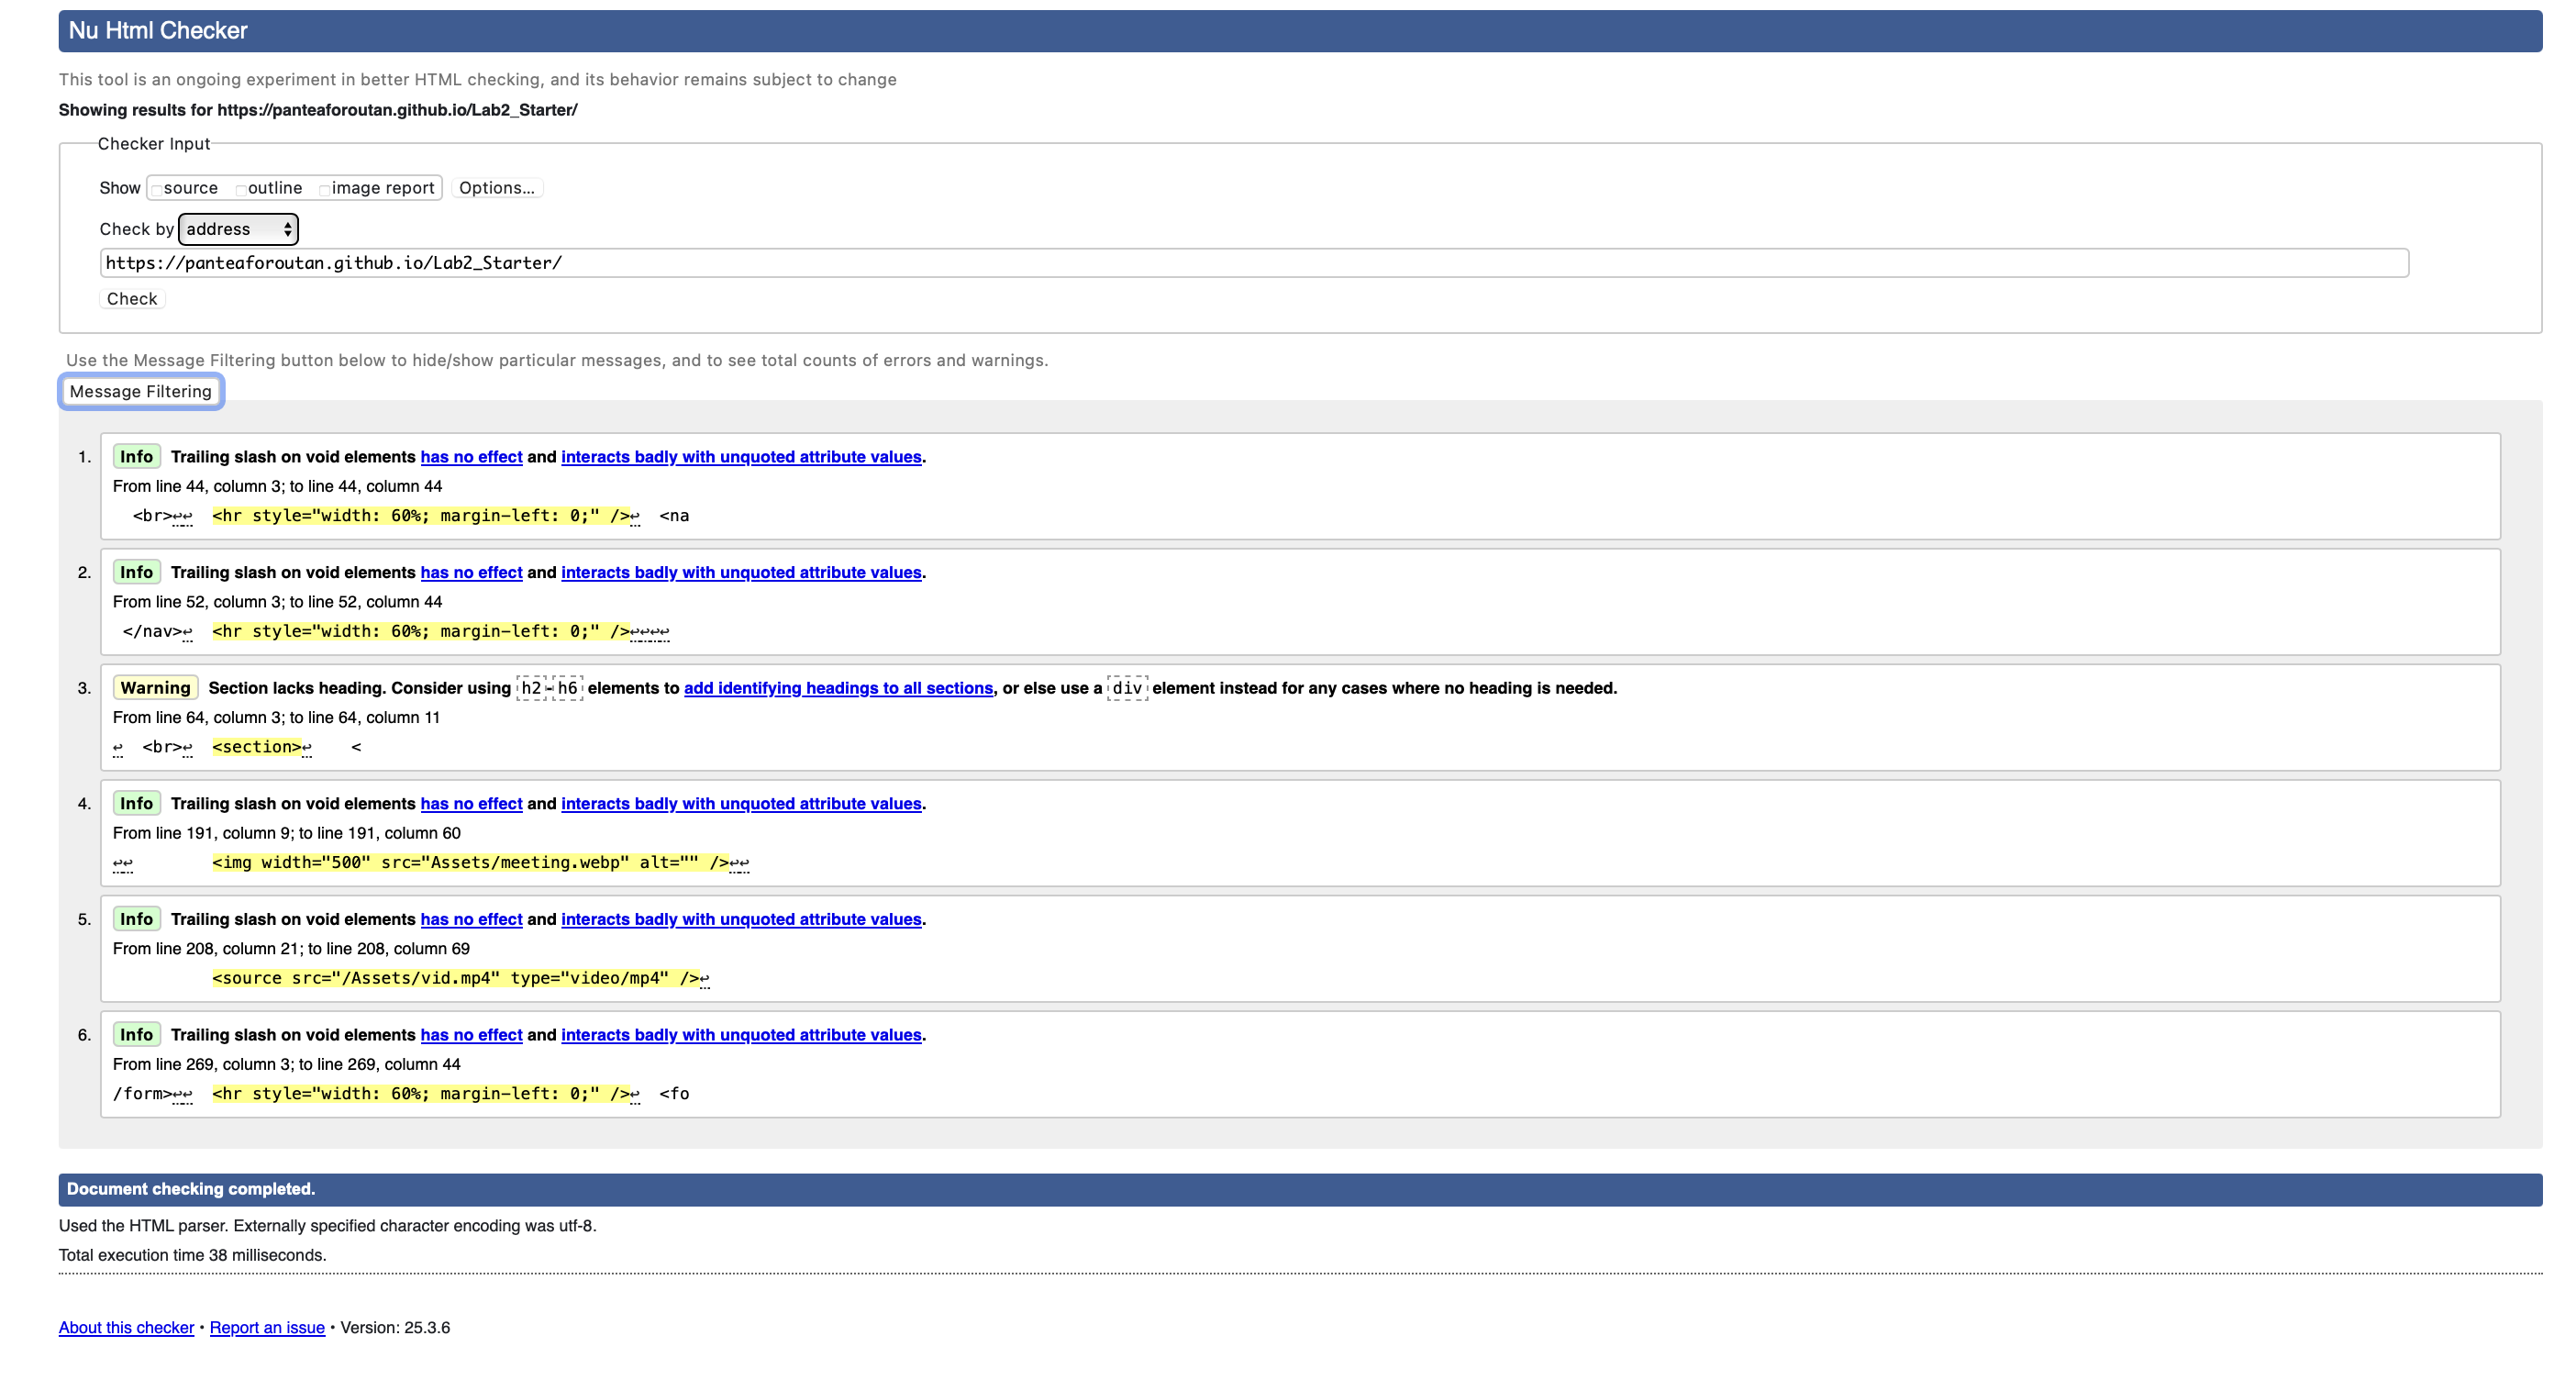 Nu Html Checker
This tool is an ongoing experiment in better HTML checking, and its behavior remains subject to change
Showing results for https://panteaforoutan.github.io/Lab2_Starter/
Checker Input
Show source outline image report Options...
Check by address
https://panteaforoutan.github.io/Lab2_Starter/
Check
Use the Message Filtering button below to hide/show particular messages, and to see total counts of errors and warnings.
Message Filtering
1. Info Trailing slash on void elements has no effect and interacts badly with unquoted attribute values.
From line 44, column 3; to line 44, column 44
<br>↩↩ <hr style="width: 60%; margin-left: 0;" />↩ <na
2. Info Trailing slash on void elements has no effect and interacts badly with unquoted attribute values.
From line 52, column 3; to line 52, column 44
</nav>↩ <hr style="width: 60%; margin-left: 0;" />↩↩↩↩
3. Warning Section lacks heading. Consider using h2-h6 elements to add identifying headings to all sections, or else use a div element instead for any cases where no heading is needed.
From line 64, column 3; to line 64, column 11
↩ <br>↩ <section>↩ <
4. Info Trailing slash on void elements has no effect and interacts badly with unquoted attribute values.
From line 191, column 9; to line 191, column 60
↩↩ <img width="500" src="Assets/meeting.webp" alt="" />↩↩
5. Info Trailing slash on void elements has no effect and interacts badly with unquoted attribute values.
From line 208, column 21; to line 208, column 69
<source src="/Assets/vid.mp4" type="video/mp4" />↩
6. Info Trailing slash on void elements has no effect and interacts badly with unquoted attribute values.
From line 269, column 3; to line 269, column 44
/form>↩↩ <hr style="width: 60%; margin-left: 0;" />↩ <fo
Document checking completed.
Used the HTML parser. Externally specified character encoding was utf-8.
Total execution time 38 milliseconds.
About this checker • Report an issue • Version: 25.3.6